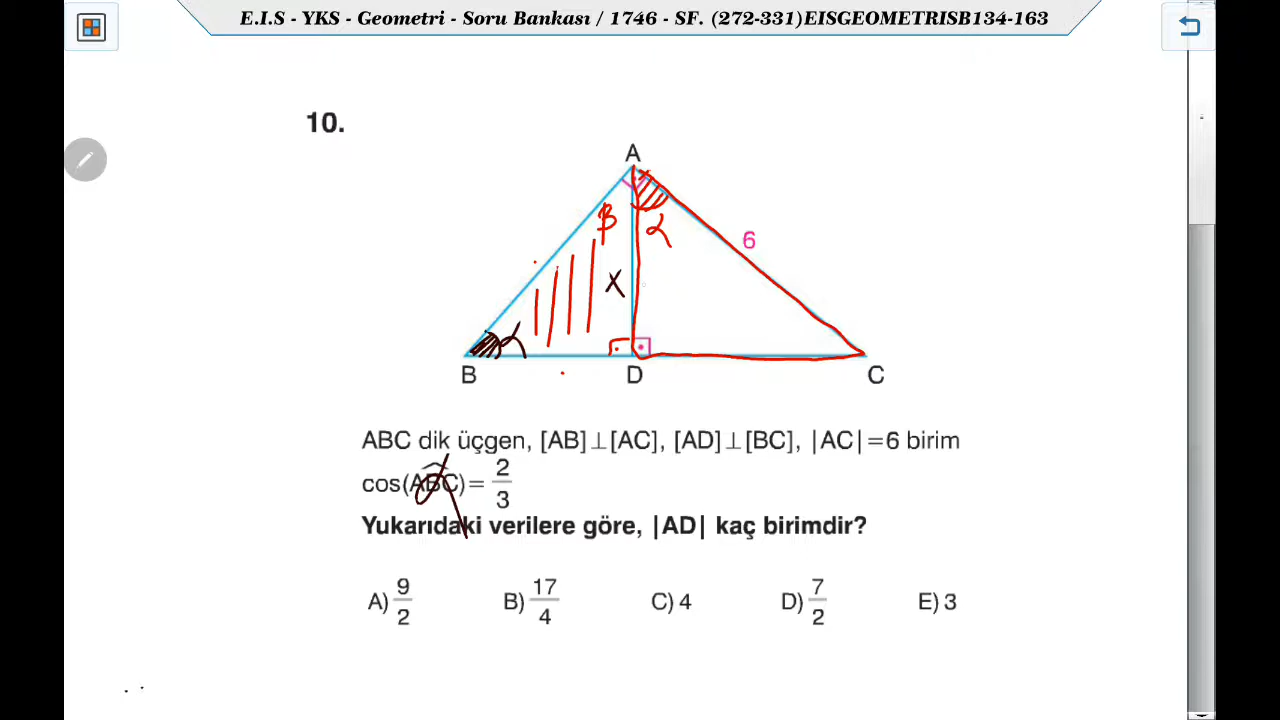 E.I.S - YKS - Geometri - Soru Bankası / 1746 - SF. (272-331)EISGEOMETRISB134-163
10.
A
β
α
6
x
α
B
D
C
ABC dik üçgen, [AB]⊥[AC], [AD]⊥[BC], |AC|=6 birim
cos(ABC)= 2/3
α
Yukarıdaki verilere göre, |AD| kaç birimdir?
A) 9/2 B) 17/4 C) 4 D) 7/2 E) 3